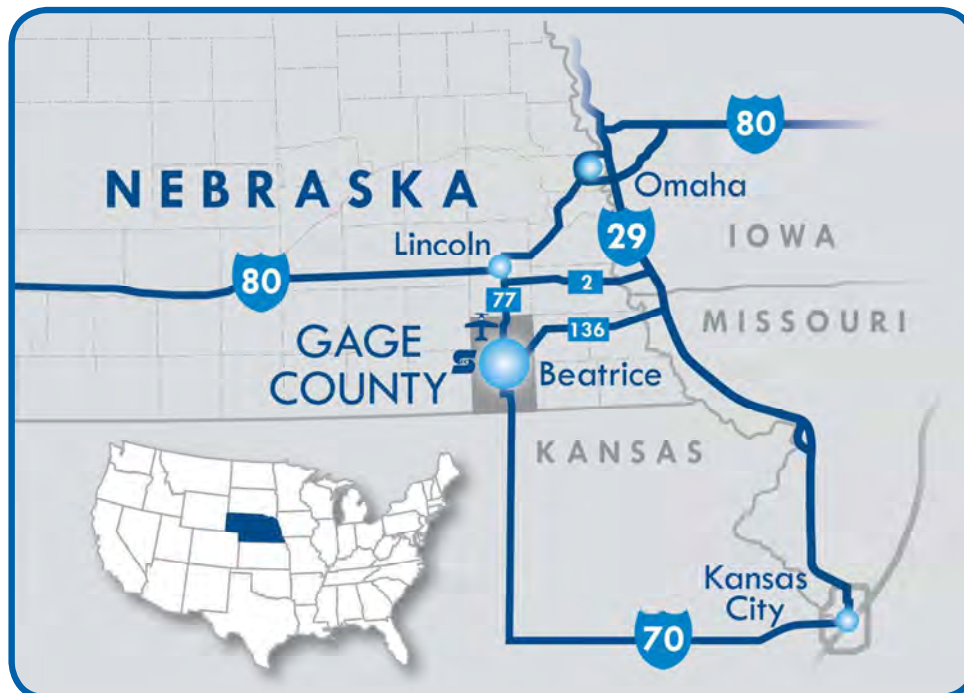 80
Omaha
NEBRASKA
29
IOWA
Lincoln
80
2
77
MISSOURI
136
GAGE
COUNTY
Beatrice
KANSAS
Kansas
City
70